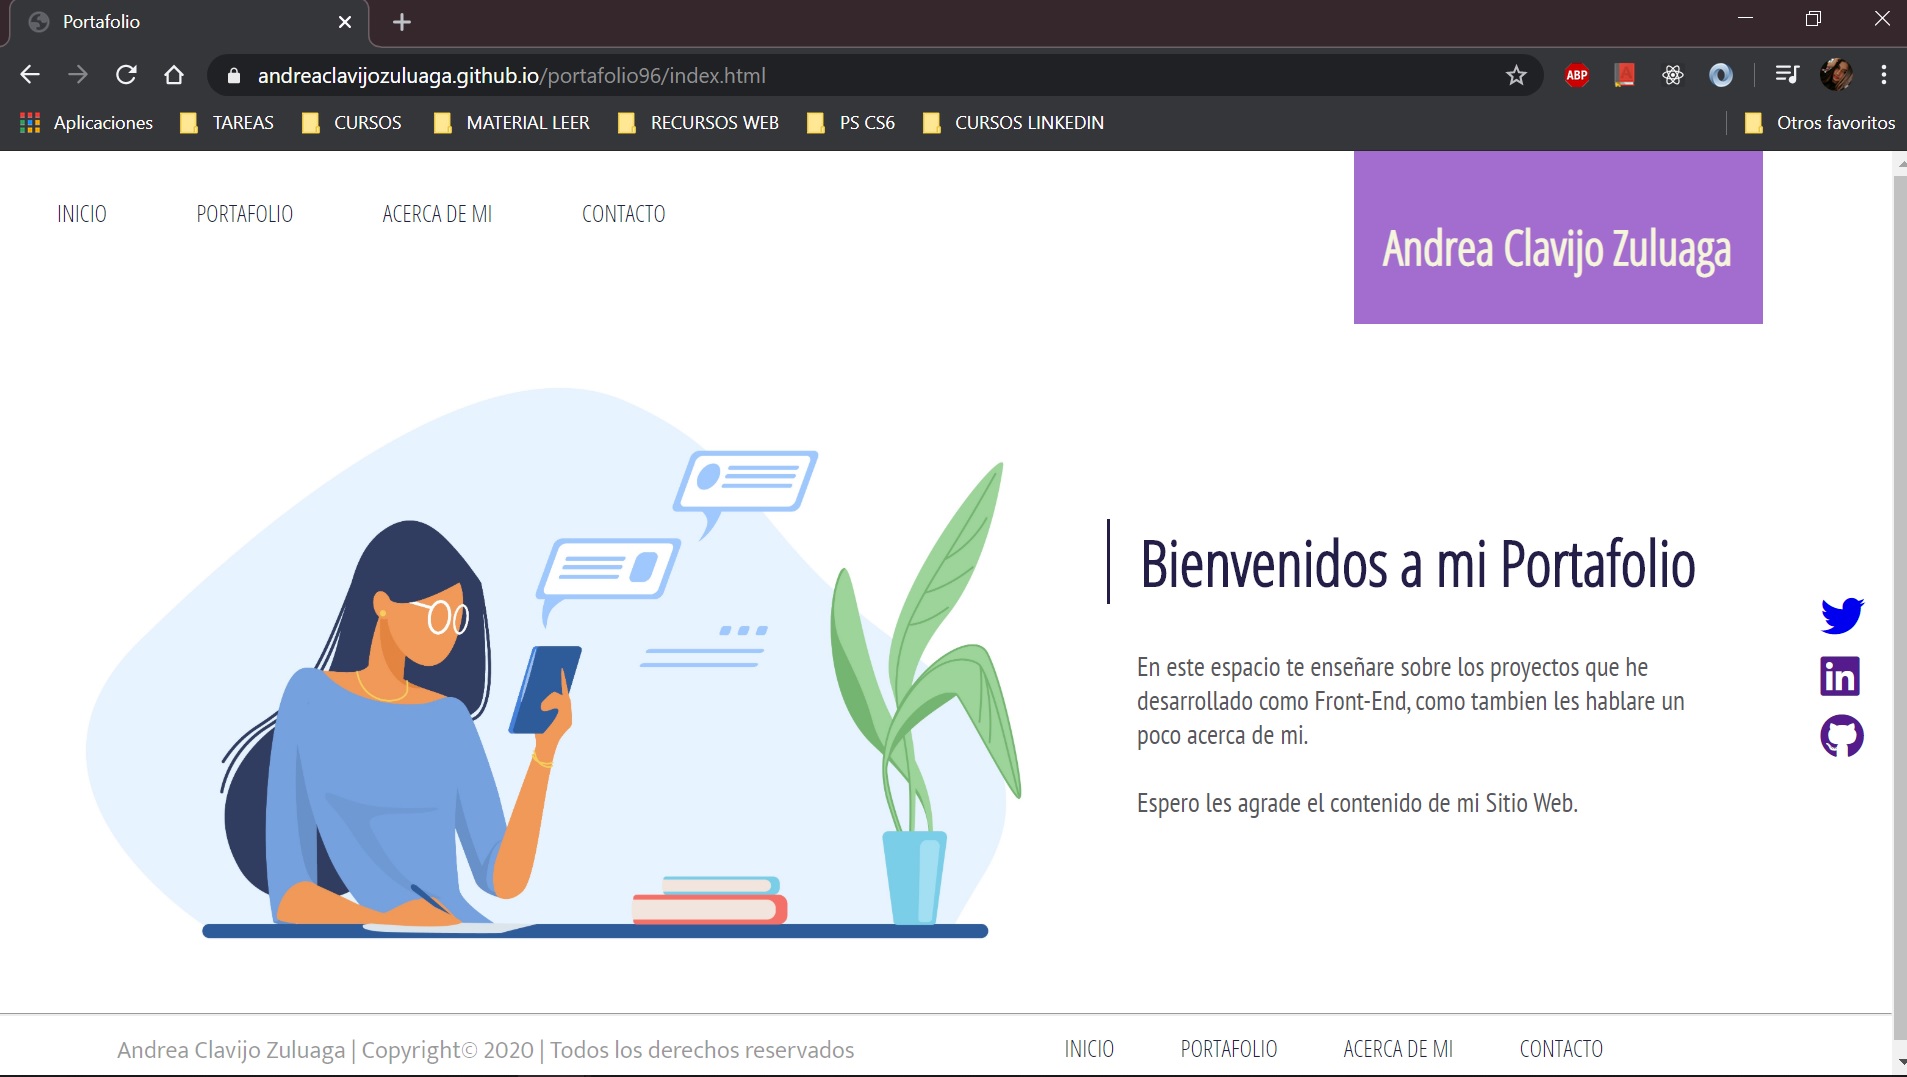 Portafolio
andreaclavijozuluaga.github.io/portafolio96/index.html
ABP
Aplicaciones TAREAS CURSOS MATERIAL LEER RECURSOS WEB PS CS6 CURSOS LINKEDIN Otros favoritos
INICIO PORTAFOLIO ACERCA DE MI CONTACTO
Andrea Clavijo Zuluaga
Bienvenidos a mi Portafolio
En este espacio te enseñare sobre los proyectos que he
desarrollado como Front-End, como tambien les hablare un
poco acerca de mi.
Espero les agrade el contenido de mi Sitio Web.
in
Andrea Clavijo Zuluaga | Copyright© 2020 | Todos los derechos reservados
INICIO PORTAFOLIO ACERCA DE MI CONTACTO